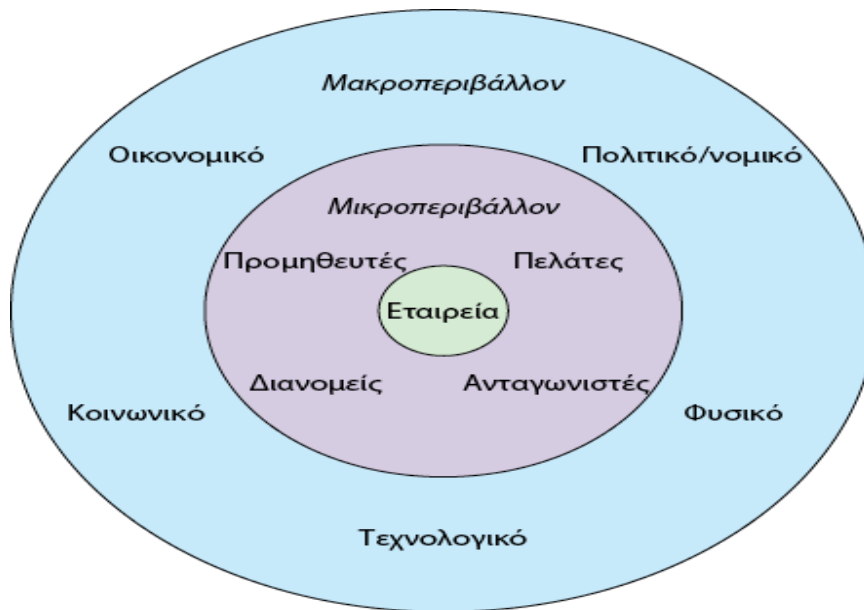 Μακροπεριβάλλον
Οικονομικό
Πολιτικό/νομικό
Μικροπεριβάλλον
Προμηθευτές
Πελάτες
Εταιρεία
Διανομείς
Ανταγωνιστές
Κοινωνικό
Φυσικό
Τεχνολογικό